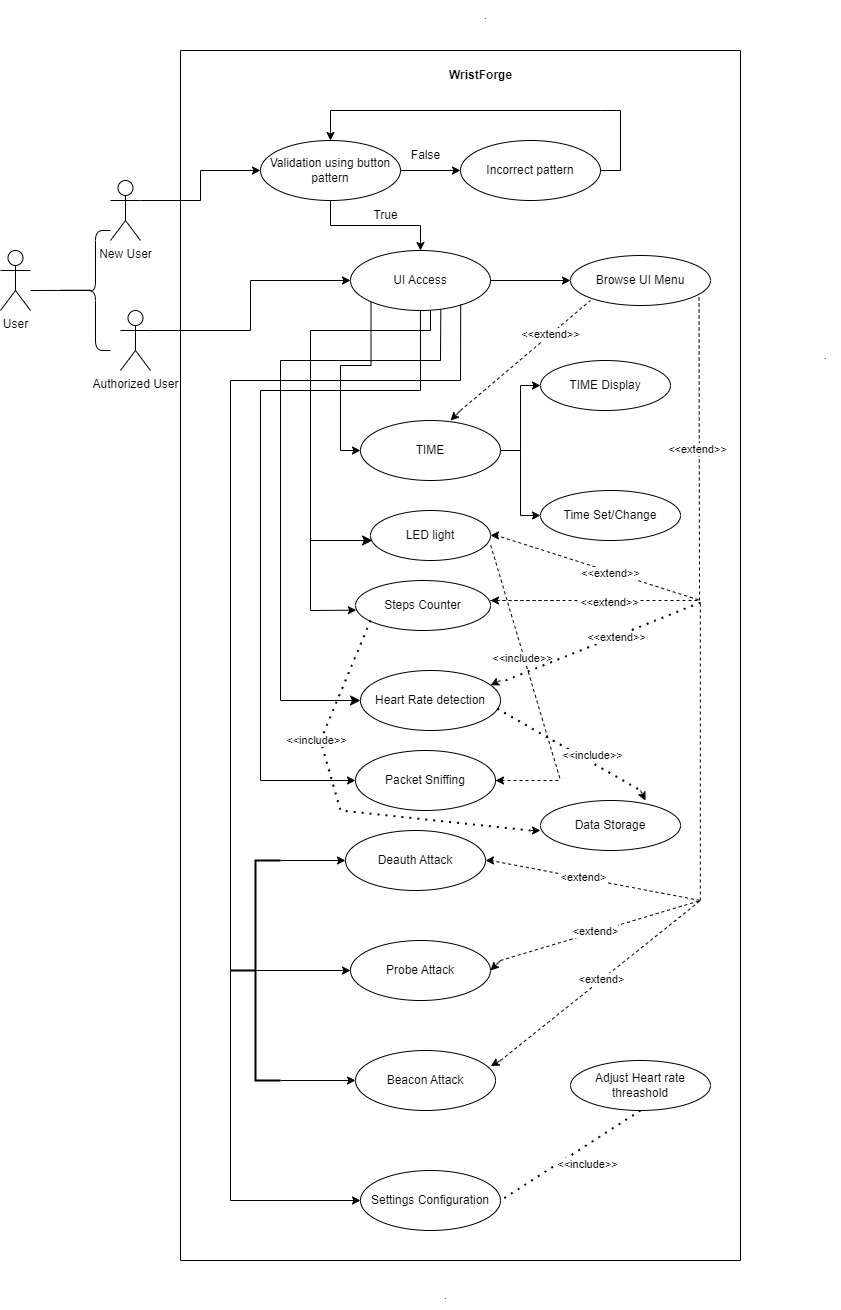 WristForge
Validation using button
pattern
False
Incorrect pattern
True
New User
User
Authorized User
UI Access
Browse UI Menu
<<extend>>
TIME Display
TIME
<<extend>>
Time Set/Change
LED light
<<extend>>
Steps Counter
<<extend>>
<<extend>>
<<include>>
Heart Rate detection
<<include>>
<<include>>
Packet Sniffing
Data Storage
Deauth Attack
<extend>
<extend>
Probe Attack
<extend>
Beacon Attack
Adjust Heart rate
threashold
<<include>>
Settings Configuration